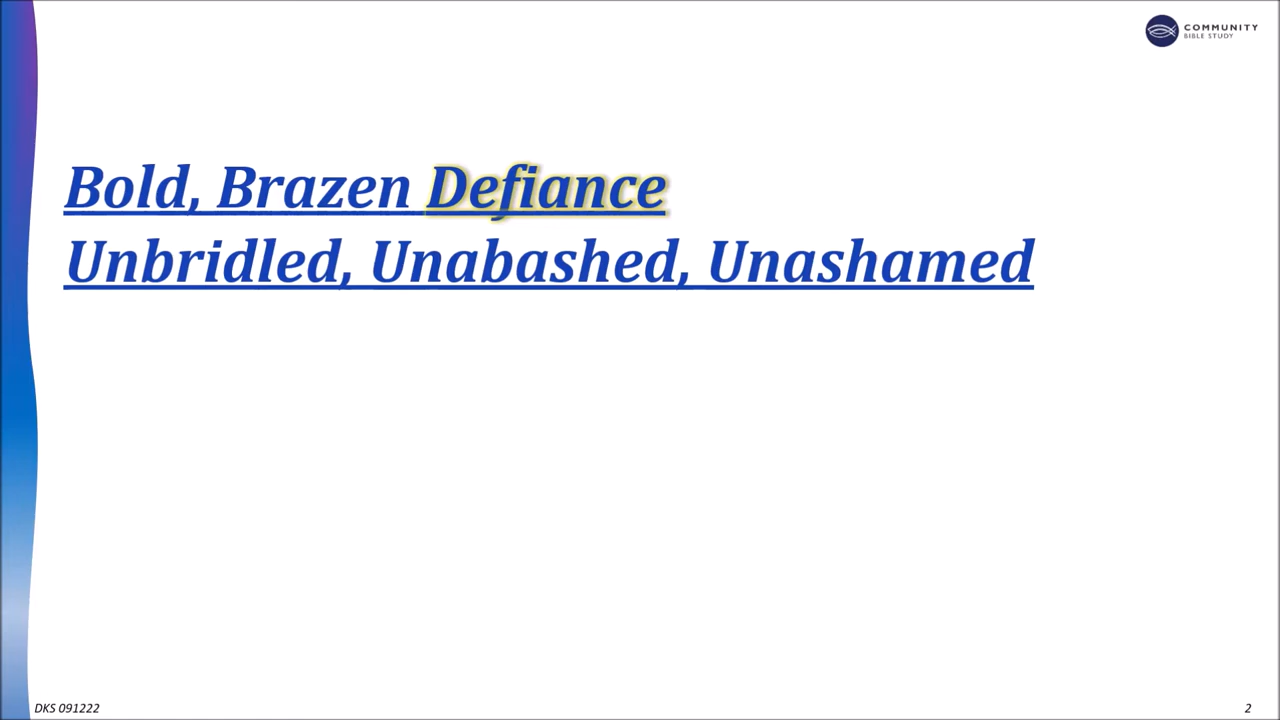 COMMUNITY
BIBLE STUDY
Bold, Brazen Defiance
Unbridled, Unabashed, Unashamed
DKS 091222
2